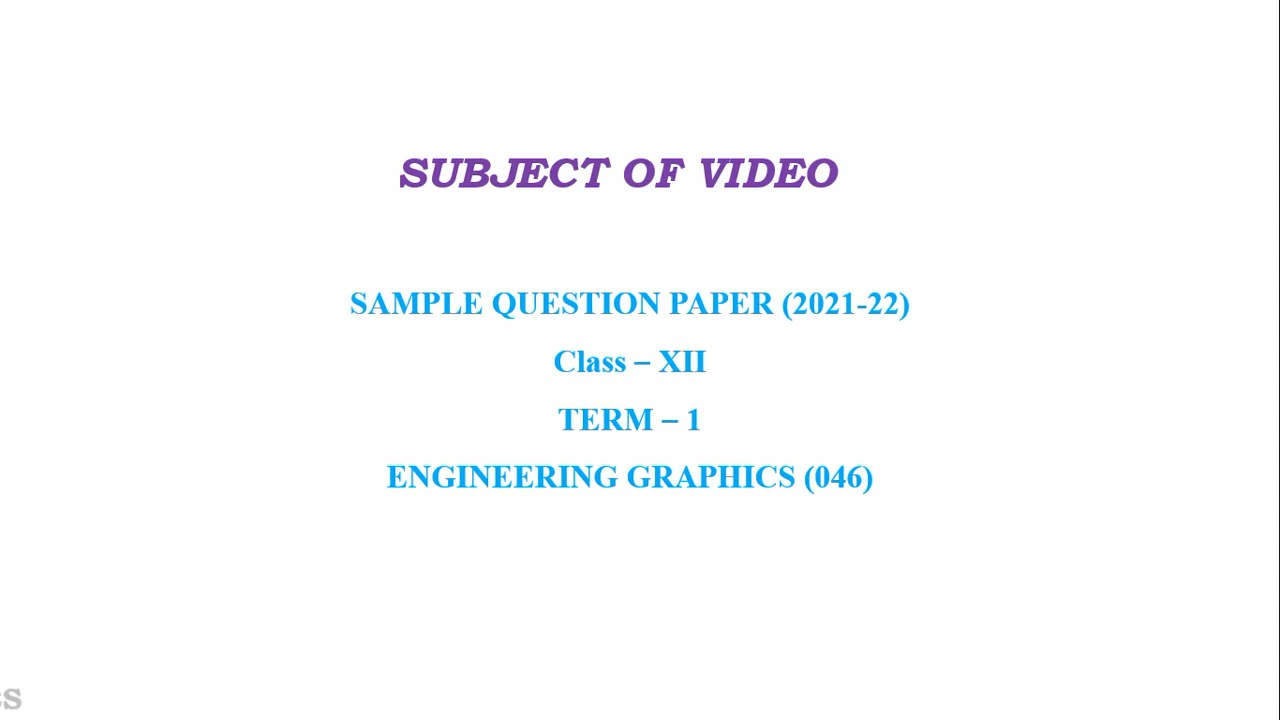 SUBJECT OF VIDEO
SAMPLE QUESTION PAPER (2021-22)
Class – XII
TERM – 1
ENGINEERING GRAPHICS (046)